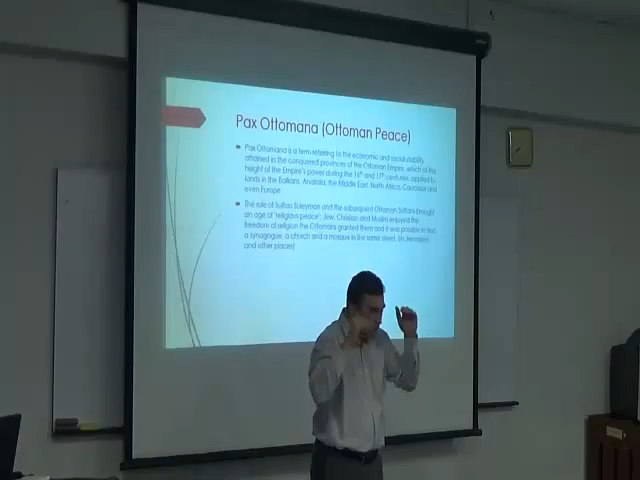 Pax Ottomana (Ottoman Peace)
Pax Ottomana is a term referring to the economic and social stability
attained in the conquered provinces of the Ottoman Empire, which at the
height of the Empire's power during the 16th and 17th centuries, applied to
lands in the Balkans, Anatolia, the Middle East, North Africa, Caucasus and
even Europe
The rule of Sultan Suleyman and the subsequent Ottoman Sultans brought
an age of "religious peace": Jew, Christian and Muslim enjoyed the
freedom of religion the Ottomans granted them and it was possible to find
a synagogue, a church and a mosque in the same street. (in Jerusalem
and other places)